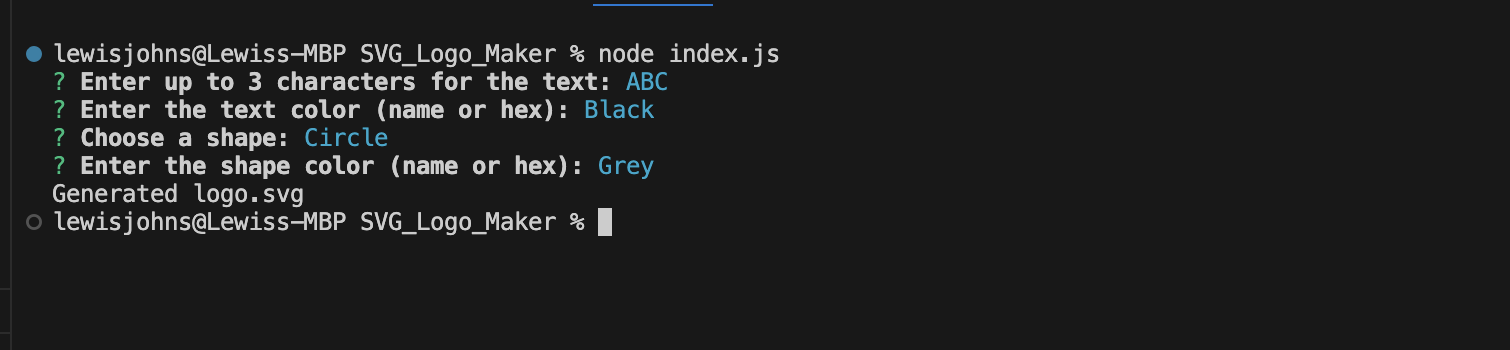 lewisjohns@Lewiss-MBP SVG_Logo_Maker % node index.js
? Enter up to 3 characters for the text: ABC
? Enter the text color (name or hex): Black
? Choose a shape: Circle
? Enter the shape color (name or hex): Grey
Generated logo.svg
lewisjohns@Lewiss-MBP SVG_Logo_Maker %